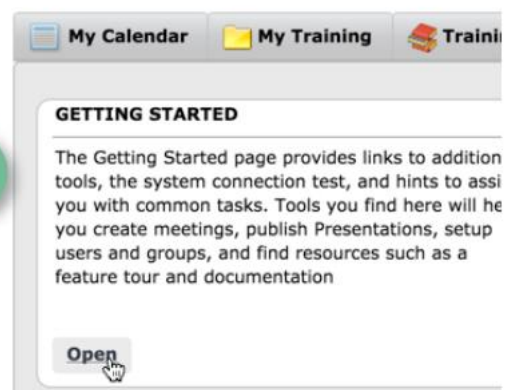 My Calendar My Training Traini
GETTING STARTED
The Getting Started page provides links to addition
tools, the system connection test, and hints to assi
you with common tasks. Tools you find here will he
you create meetings, publish Presentations, setup
users and groups, and find resources such as a
feature tour and documentation
Open